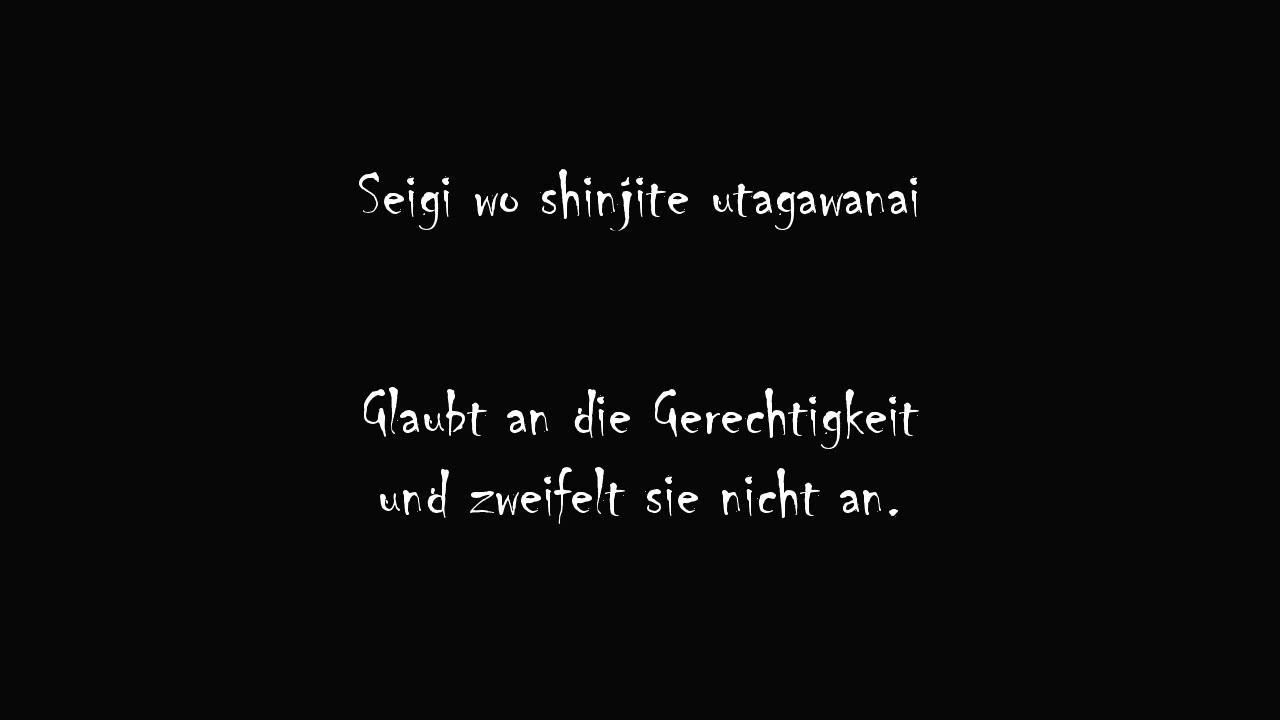 Seigi wo shinjite utagawanai
Glaubt an die Gerechtigkeit
und zweifelt sie nicht an.